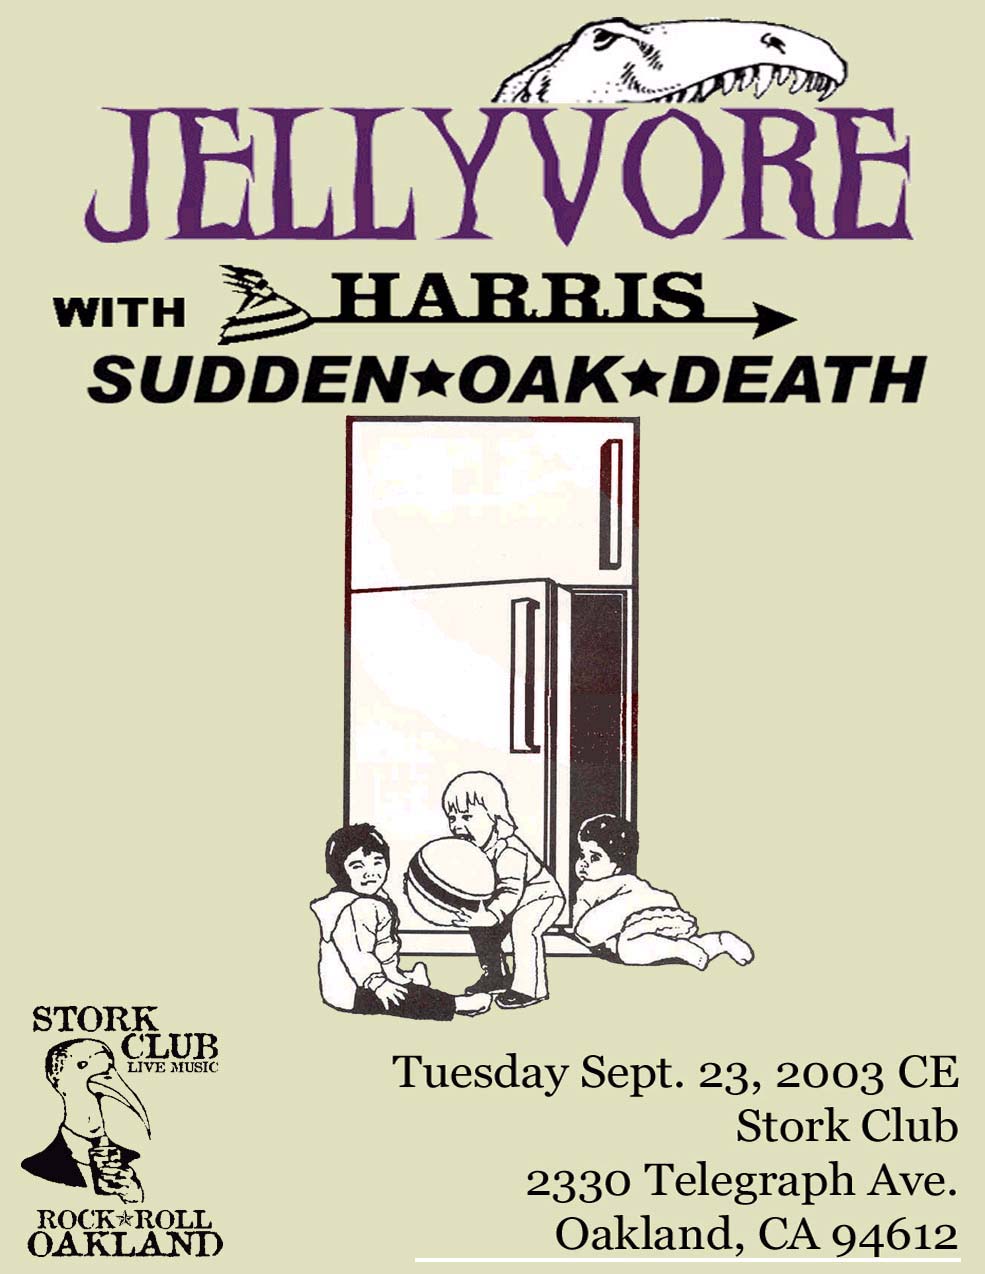 JELLYVORE
WITH HARRIS
SUDDEN★OAK★DEATH
STORK
CLUB
LIVE MUSIC
ROCK★ROLL
OAKLAND
Tuesday Sept. 23, 2003 CE
Stork Club
2330 Telegraph Ave.
Oakland, CA 94612